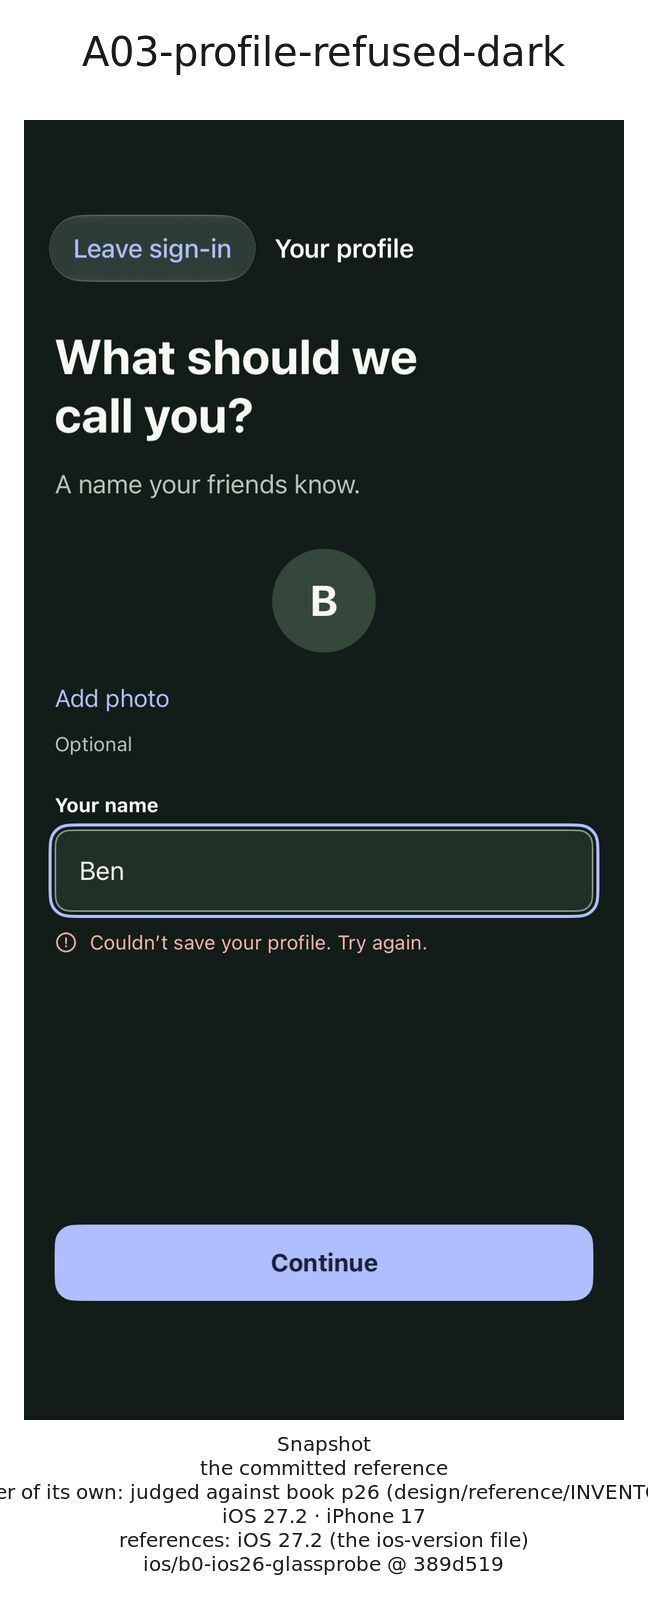 A03-profile-refused-dark
Leave sign-in Your profile
What should we
call you?
A name your friends know.
B
Add photo
Optional
Your name
Ben
Couldn’t save your profile. Try again.
Continue
Snapshot
the committed reference
of its own: judged against book p26 (design/reference/
iOS 27.2 · iPhone 17
references: iOS 27.2 (the ios-version file)
ios/b0-ios26-glassprobe @ 389d519